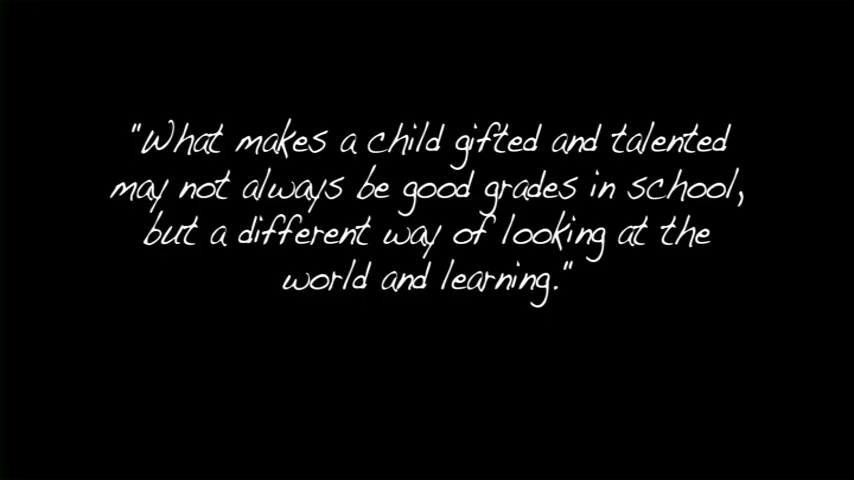 "What makes a child gifted and talented
may not always be good grades in school,
but a different way of looking at the
world and learning."